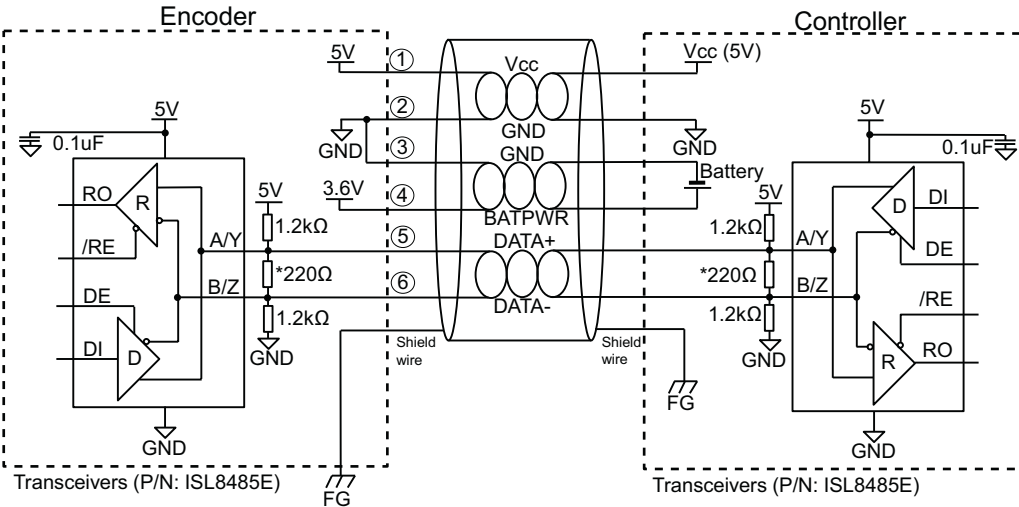 Encoder
Controller
5V
①
Vcc
Vcc (5V)
5V
②
5V
0.1uF
GND
GND
GND
0.1uF
③
GND
Battery
RO
R
5V
3.6V
④
BATPWR
5V
D
DI
1.2kΩ
⑤
DATA+
1.2kΩ
/RE
A/Y
A/Y
DE
*220Ω
*220Ω
DE
B/Z
⑥
DATA-
B/Z
/RE
1.2kΩ
1.2kΩ
DI
D
GND
Shield
wire
Shield
wire
GND
R
RO
FG
GND
GND
Transceivers (P/N: ISL8485E)
FG
Transceivers (P/N: ISL8485E)